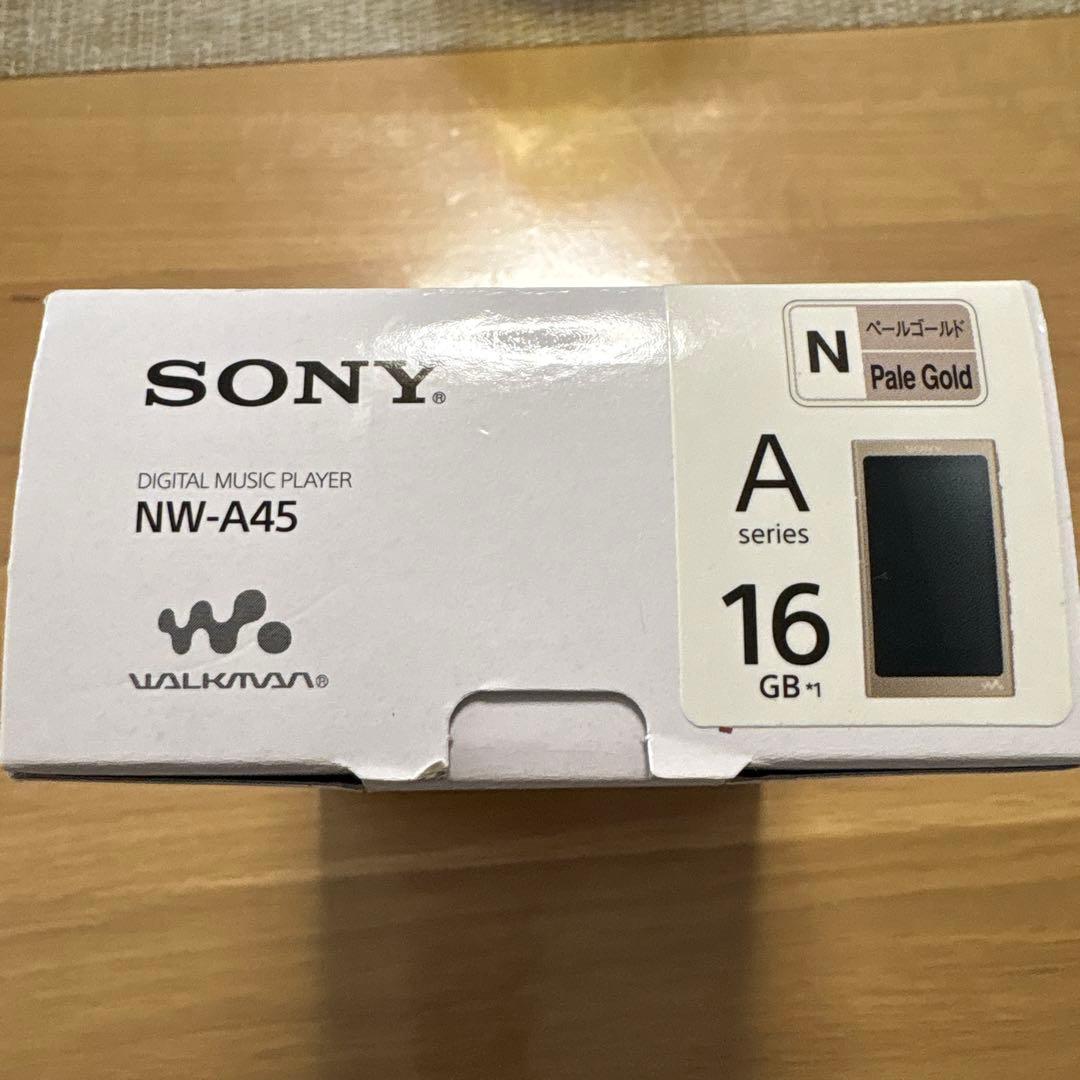 SONY®
DIGITAL MUSIC PLAYER
NW-A45
WALKMAN®
N
ペールゴールド
Pale Gold
A
series
16
GB *1
SONY